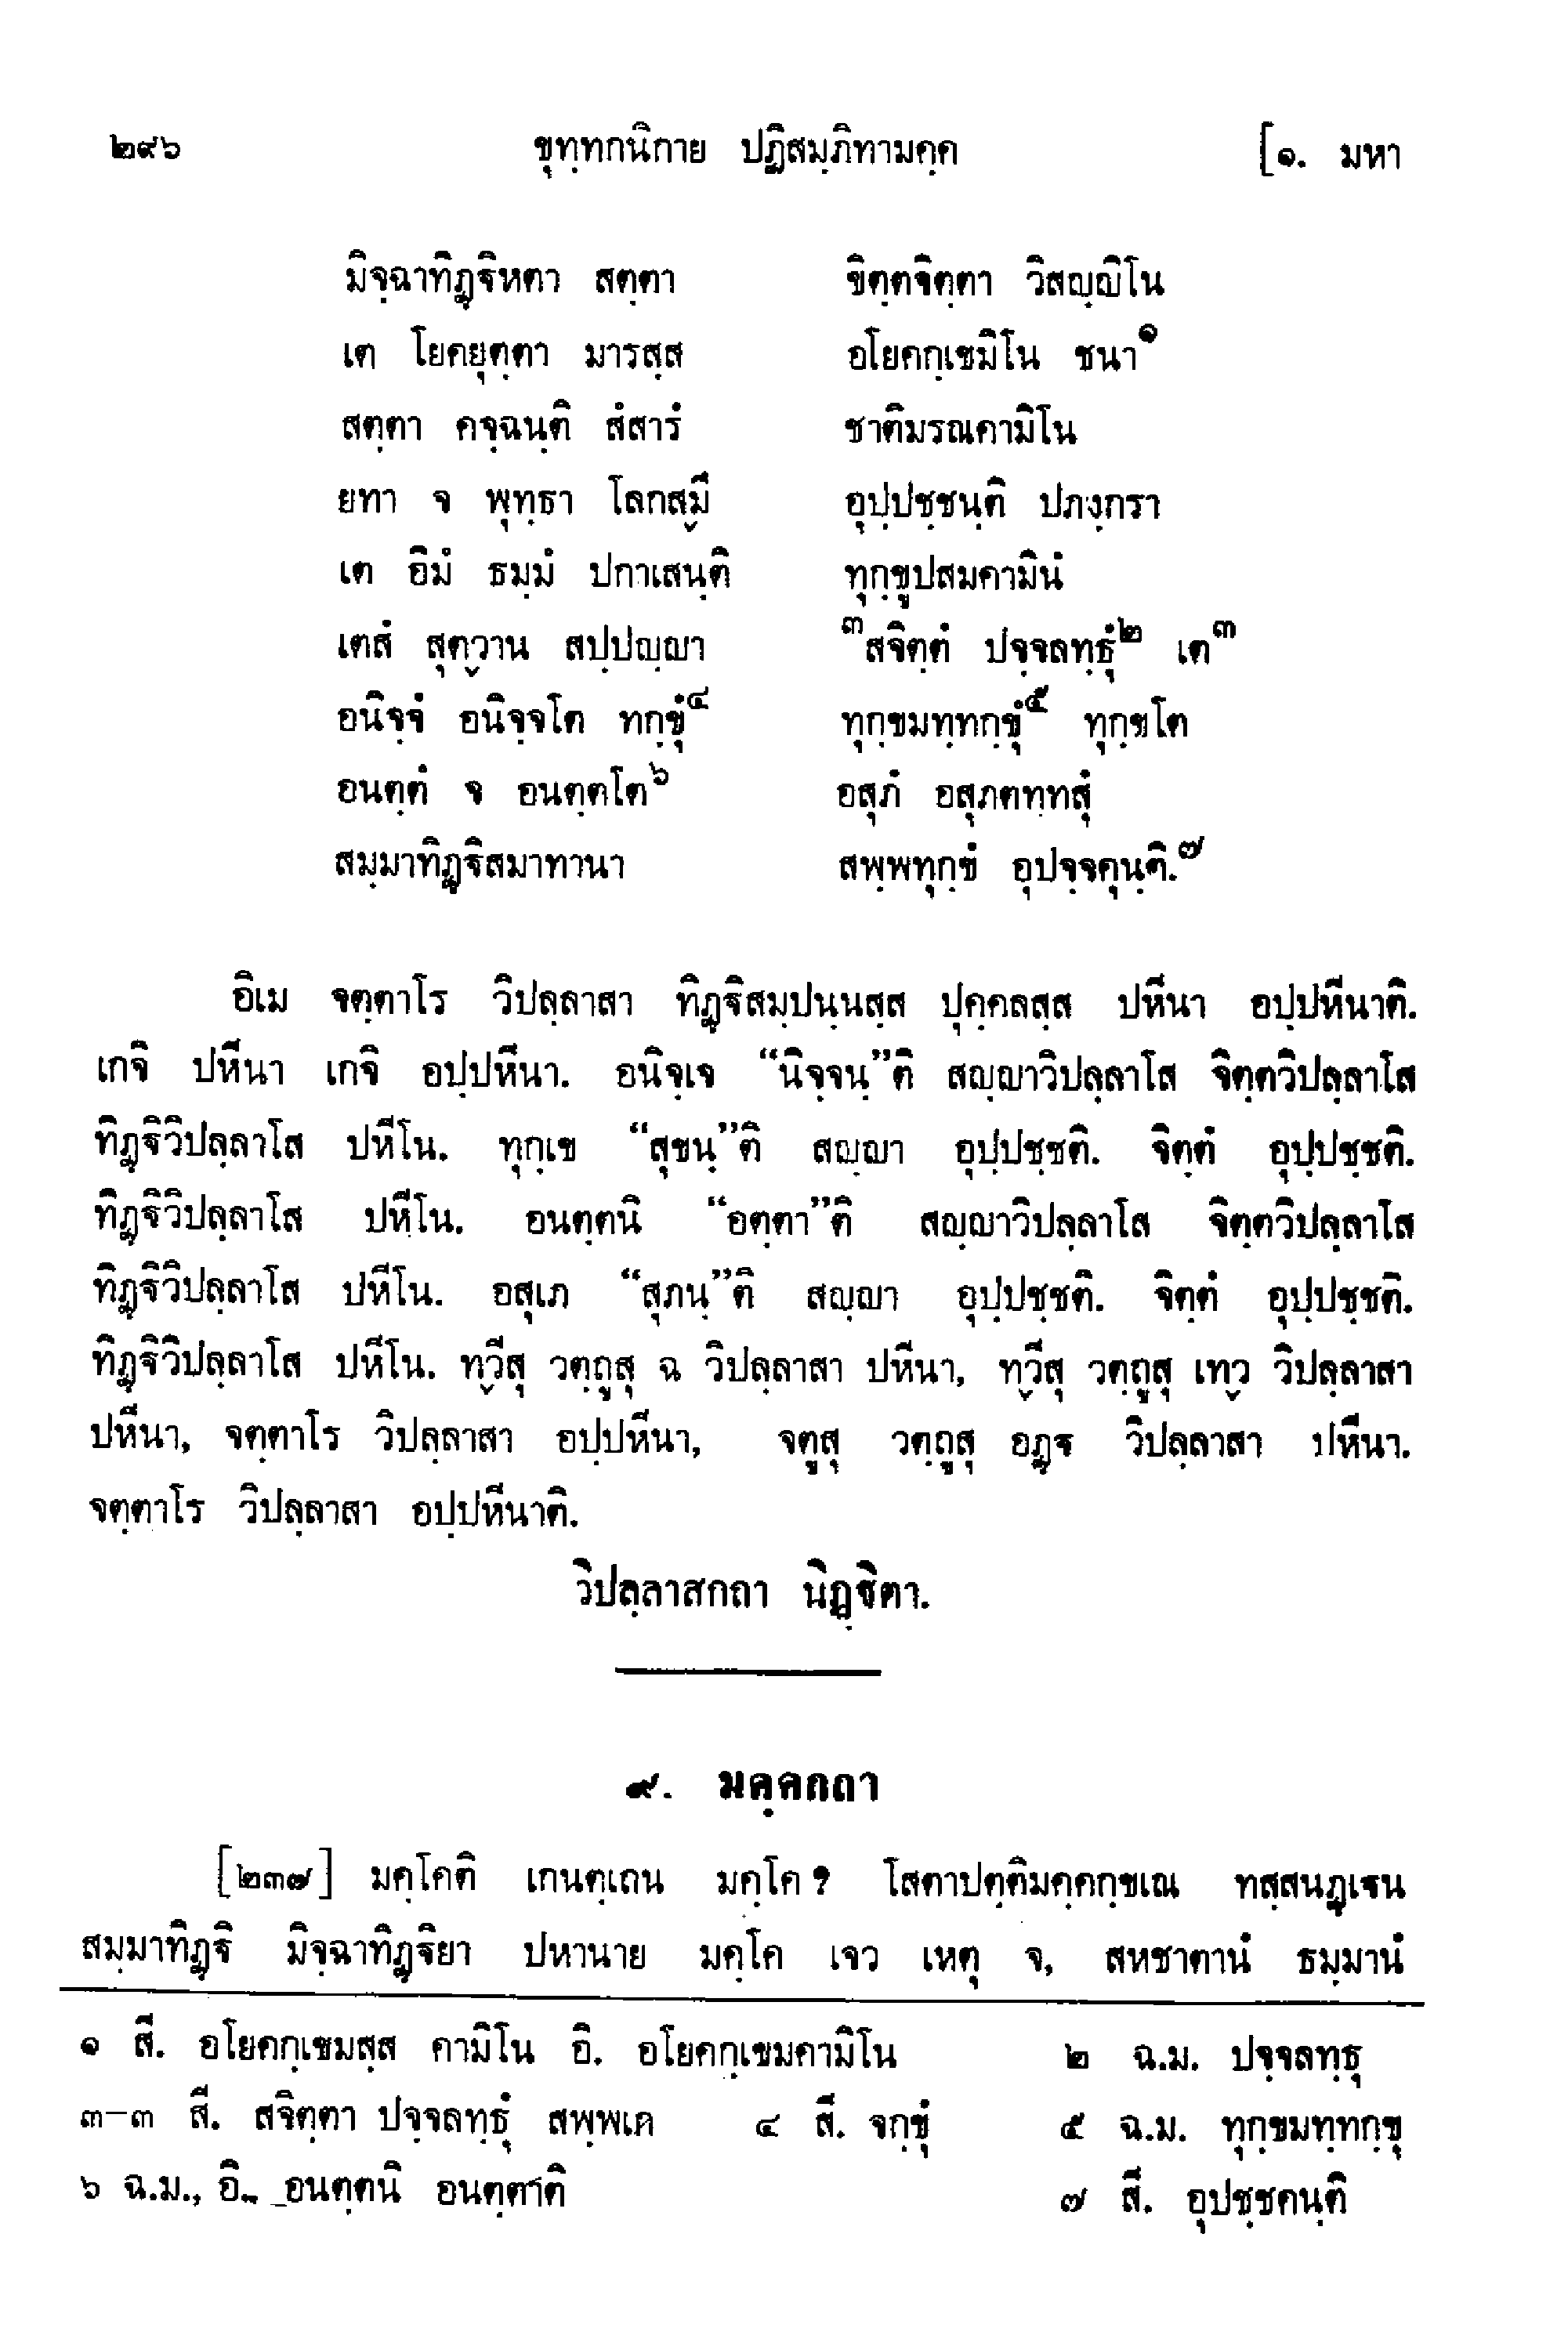 ๒๙๖ ขุทฺทกนิกาย ปฏิสมฺภิทามคฺค [๑. มหา
มิจฺฉาทิฏฺฐิหตา สตฺตา ขิตฺตจิตฺตา วิสญฺญิโน
เต โยคยุตฺตา มารสฺส อโยคกฺเขมิโน ชนา๑
สตฺตา คจฺฉนฺติ สํสารํ ชาติมรณคามิโน
ยทา จ พุทฺธา โลกสฺมึ อุปฺปชฺชนฺติ ปภงฺกรา
เต อิมํ ธมฺมํ ปกาเสนฺติ ทุกฺขูปสมคามินํ
เตสํ สุตฺวาน สปฺปญฺญา ๓สจิตฺตํ ปจฺจลทฺธุํ๒ เต๓
อนิจฺจํ อนิจฺจโต ทกฺขุํ๔ ทุกฺขมทฺทกฺขุํ๕ ทุกฺขโต
อนตฺตํ จ อนตฺตโต๖ อสุภํ อสุภตทฺทสุํ
สมฺมาทิฏฺฐิสมาทานา สพฺพทุกฺขํ อุปจฺจคุนฺติ.๗
อิเม จตฺตาโร วิปลฺลาสา ทิฏฺฐิสมฺปนฺนสฺส ปุคฺคลสฺส ปหีนา อปฺปหีนาติ.
เกจิ ปหีนา เกจิ อปฺปหีนา. อนิจฺเจ “นิจฺจนฺ”ติ สญฺญาวิปลฺลาโส จิตฺตวิปลฺลาโส
ทิฏฺฐิวิปลฺลาโส ปหีโน. ทุกฺเข “สุขนฺ”ติ สญฺญา อุปฺปชฺชติ. จิตฺตํ อุปฺปชฺชติ.
ทิฏฺฐิวิปลฺลาโส ปหีโน. อนตฺตนิ “อตฺตา”ติ สญฺญาวิปลฺลาโส จิตฺตวิปลฺลาโส
ทิฏฺฐิวิปลฺลาโส ปหีโน. อสุเภ “สุภนฺ”ติ สญฺญา อุปฺปชฺชติ. จิตฺตํ อุปฺปชฺชติ.
ทิฏฺฐิวิปลฺลาโส ปหีโน. ทฺวีสุ วตฺถูสุ ฉ วิปลฺลาสา ปหีนา, ทฺวีสุ วตฺถูสุ เทฺว วิปลฺลาสา
ปหีนา, จตฺตาโร วิปลฺลาสา อปฺปหีนา, จตูสุ วตฺถูสุ อฏฺฐ วิปลฺลาสา ปหีนา.
จตฺตาโร วิปลฺลาสา อปฺปหีนาติ.
วิปลฺลาสกถา นิฏฺฐิตา.
๙. มคฺคกถา
[๒๓๗] มคฺโคติ เกนตฺเถน มคฺโค? โสตาปตฺติมคฺคกฺขเณ ทสฺสนฏฺเฐน
สมฺมาทิฏฺฐิ มิจฺฉาทิฏฺฐิยา ปหานาย มคฺโค เจว เหตุ จ, สหชาตานํ ธมฺมานํ
๑ สี. อโยคกฺเขมสฺส คามิโน อิ. อโยคกฺเขมคามิโน ๒ ฉ.ม. ปจฺจลทฺธุ
๓-๓ สี. สจิตฺตา ปจฺจลทฺธุํ สพฺพเต ๔ สี. จกฺขุํ ๕ ฉ.ม. ทุกฺขมทฺทกฺขุ
๖ ฉ.ม., อิ., อนตฺตนิ อนตฺตาติ ๗ สี. อุปชฺชคนฺติ